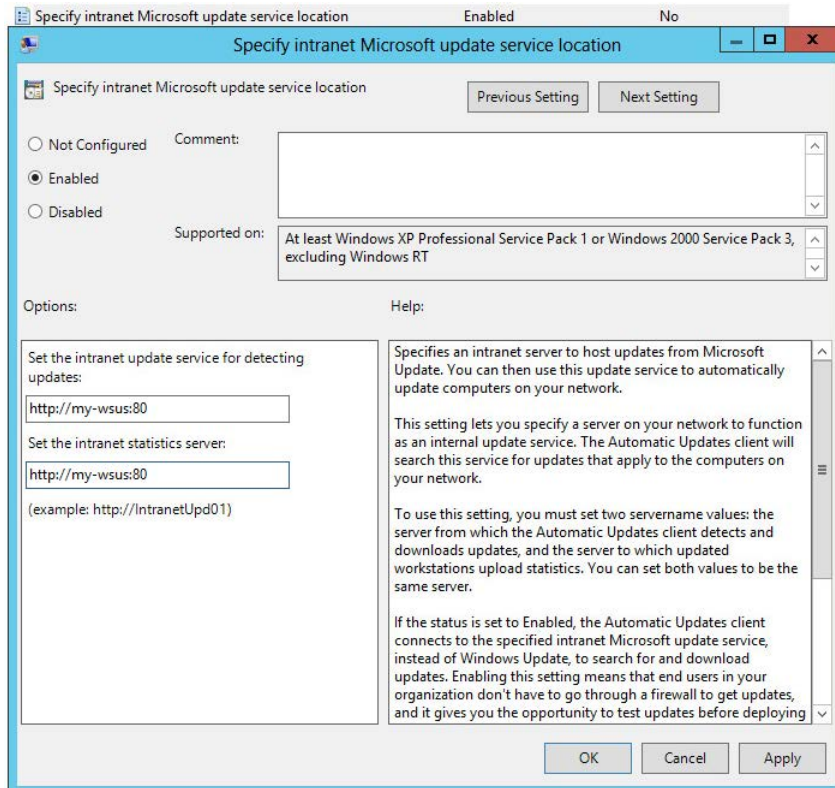 Specify intranet Microsoft update service location Enabled No
Specify intranet Microsoft update service location
Specify intranet Microsoft update service location
Previous Setting
Next Setting
Not Configured
Enabled
Disabled
Comment:
Supported on:
At least Windows XP Professional Service Pack 1 or Windows 2000 Service Pack 3,
excluding Windows RT
Options:
Help:
Set the intranet update service for detecting
updates:
http://my-wsus:80
Set the intranet statistics server:
http://my-wsus:80
(example: http://IntranetUpd01)
Specifies an intranet server to host updates from Microsoft
Update. You can then use this update service to automatically
update computers on your network.
This setting lets you specify a server on your network to function
as an internal update service. The Automatic Updates client will
search this service for updates that apply to the computers on
your network.
To use this setting, you must set two servername values: the
server from which the Automatic Updates client detects and
downloads updates, and the server to which updated
workstations upload statistics. You can set both values to be the
same server.
If the status is set to Enabled, the Automatic Updates client
connects to the specified intranet Microsoft update service,
instead of Windows Update, to search for and download
updates. Enabling this setting means that end users in your
organization don't have to go through a firewall to get updates,
and it gives you the opportunity to test updates before deploying
OK
Cancel
Apply